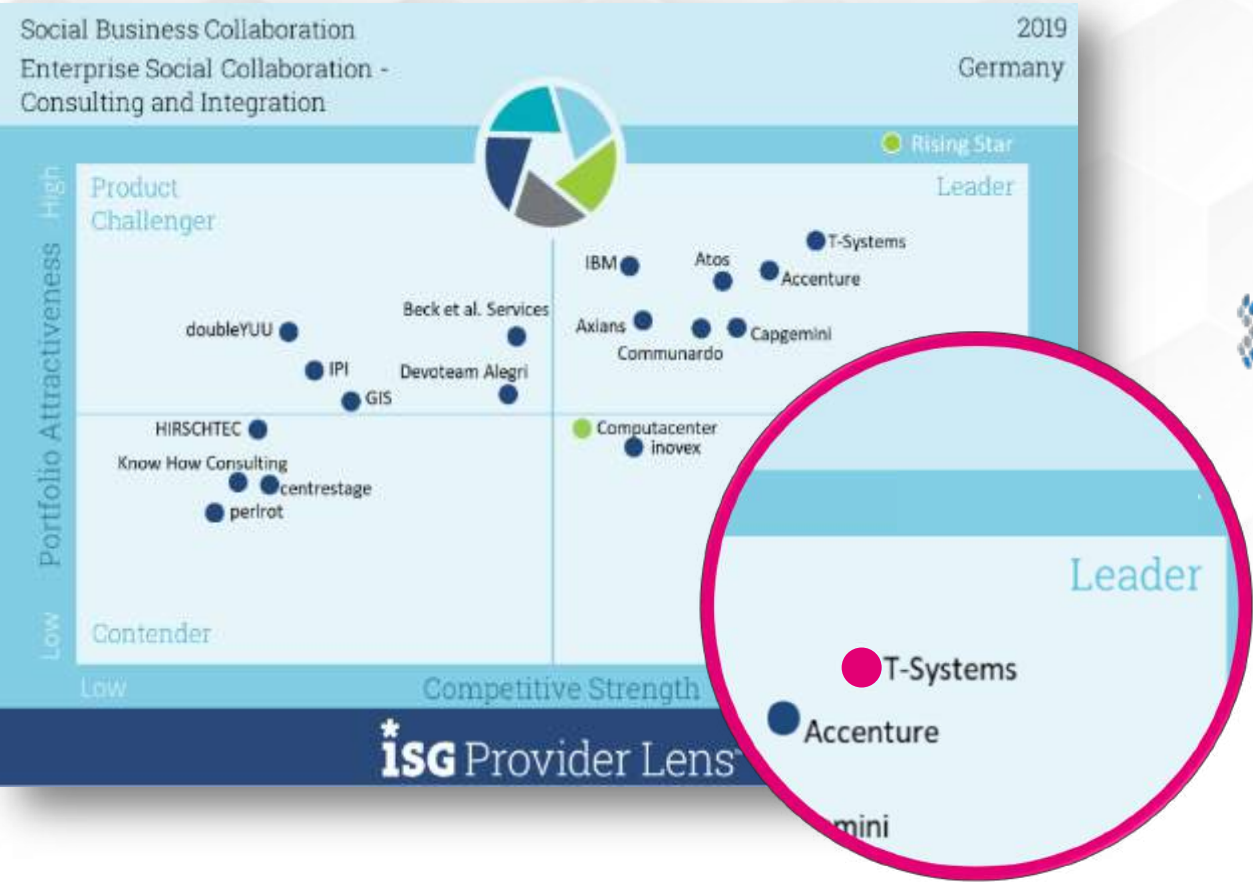 Social Business Collaboration
2019
Enterprise Social Collaboration -
Germany
Consulting and Integration
Rising Star
High
Product
Challenger
Leader
T-Systems
IBM
Atos
Accenture
Beck et al. Services
doubleYUU
Axians
Capgemini
Communardo
IPI
Devoteam Alegri
GIS
Portfolio Attractiveness
HIRSCHTEC
Computacenter
inovex
Know How Consulting
centrestage
perlrot
Low
Contender
Low
Competitive Strength
ISG Provider Lens™
Leader
T-Systems
Accenture
mini